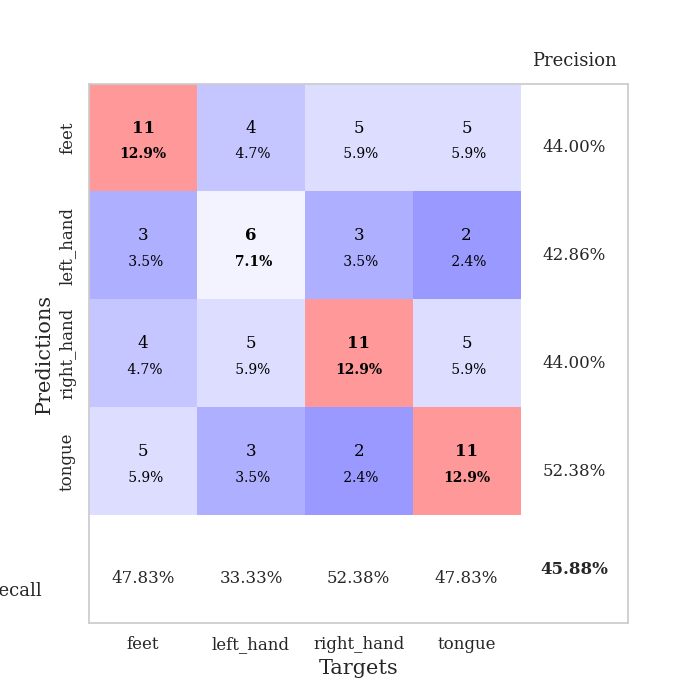 Precision
feet
11 4 5 5
12.9% 4.7% 5.9% 5.9%
44.00%
left_hand
3 6 3 2
3.5% 7.1% 3.5% 2.4%
42.86%
Predictions
right_hand
4 5 11 5
4.7% 5.9% 12.9% 5.9%
44.00%
tongue
5 3 2 11
5.9% 3.5% 2.4% 12.9%
52.38%
ecall
47.83% 33.33% 52.38% 47.83% 45.88%
feet left_hand right_hand tongue
Targets